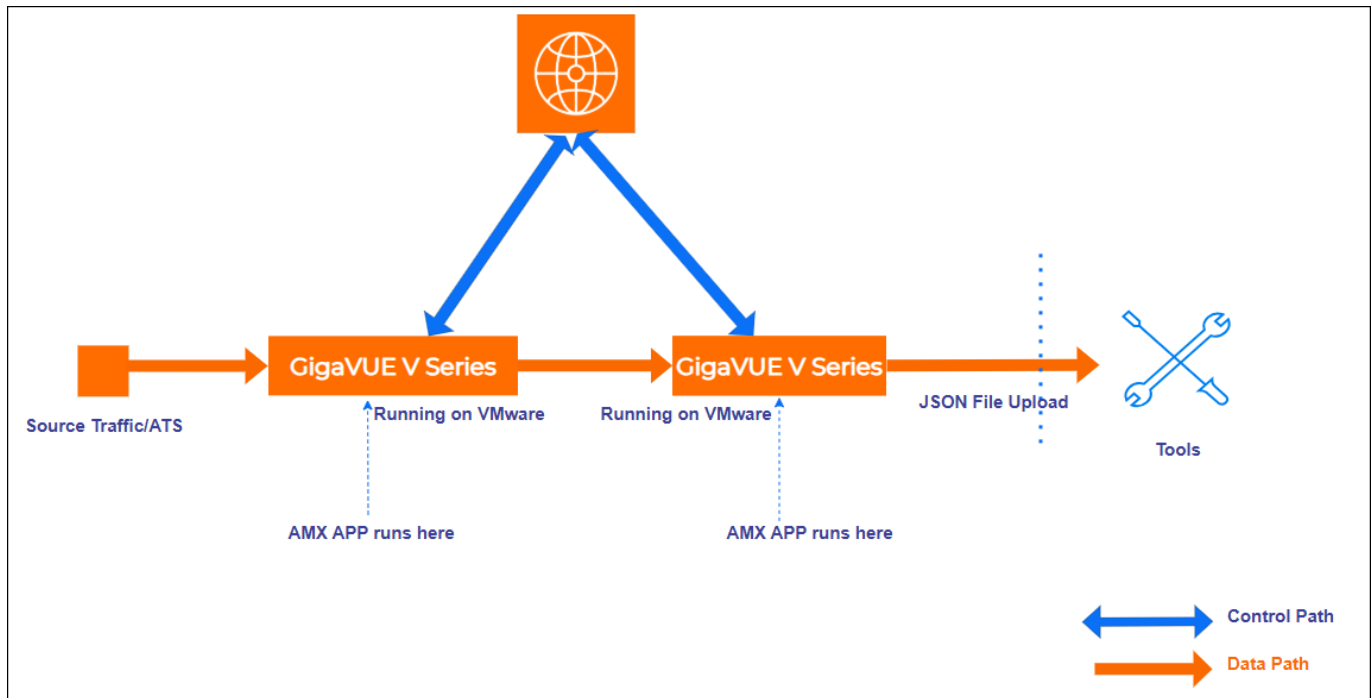 GigaVUE V Series
GigaVUE V Series
Source Traffic/ATS
Running on VMware
Running on VMware
JSON File Upload
Tools
AMX APP runs here
AMX APP runs here
Control Path
Data Path